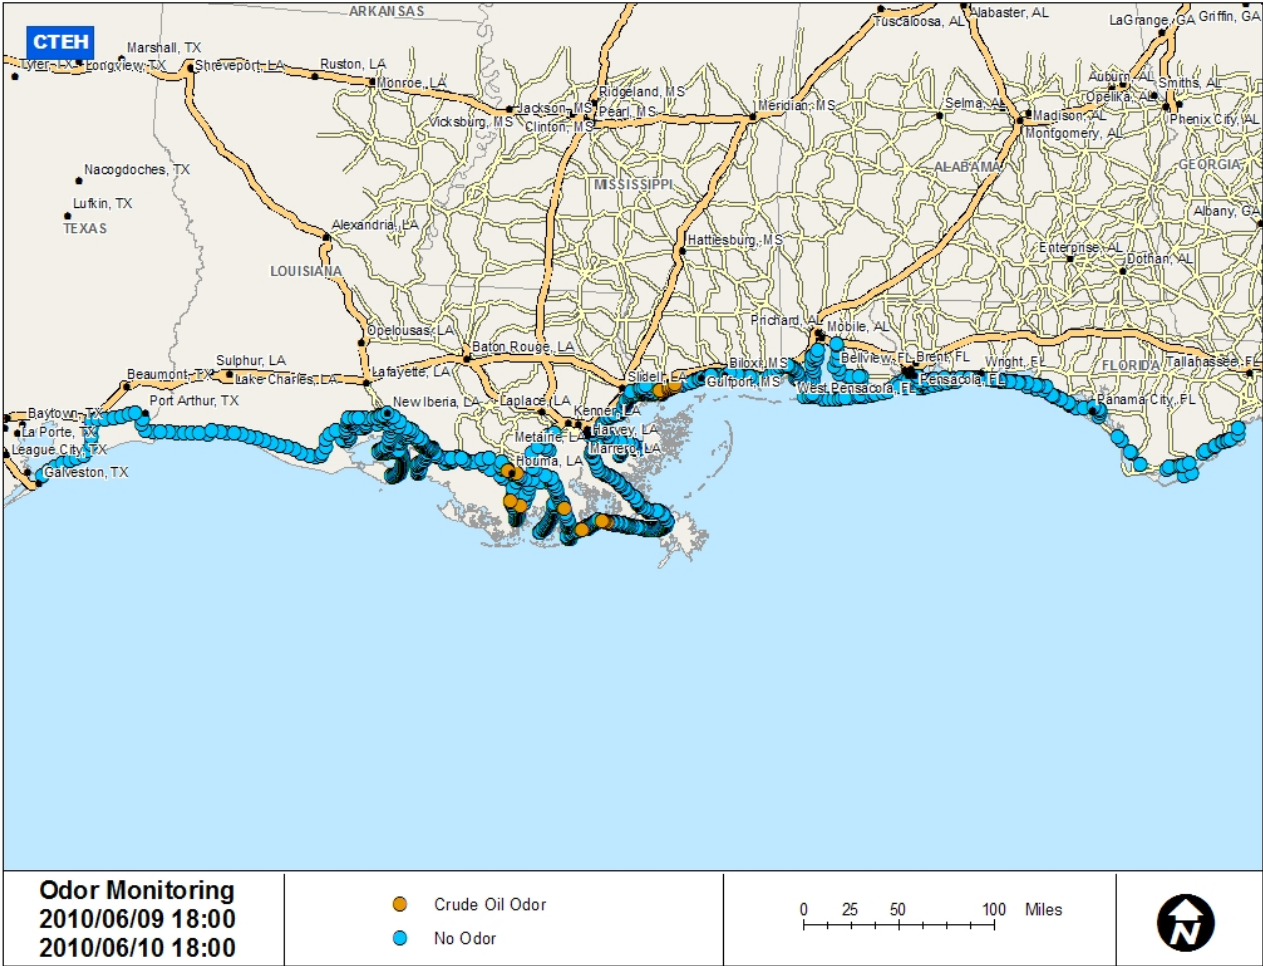 ARKANSAS
CTEH
Alabaster, AL
Tuscaloosa, AL
LaGrange, GA
Griffin, GA
Marshall, TX
Tyler, TX
Longview, TX
Shreveport, LA
Ruston, LA
Monroe, LA
Ridgeland, MS
Jackson, MS
Pearl, MS
Vicksburg, MS
Clinton, MS
Meridian, MS
Selma, AL
Auburn, AL
Smiths, AL
Opelika, AL
Madison, AL
Phenix City, AL
Montgomery, AL
Nacogdoches, TX
MISSISSIPPI
ALABAMA
GEORGIA
Lufkin, TX
TEXAS
Albany, GA
Alexandria, LA
Hattiesburg, MS
Enterprise, AL
Dothan, AL
LOUISIANA
Prichard, AL
Mobile, AL
Opelousas, LA
Baton Rouge, LA
Sulphur, LA
Biloxi, MS
Bellview, FL
Brent, FL
Wright, FL
FLORIDA
Tallahassee, FL
Beaumont, TX
Lake Charles, LA
Lafayette, LA
Slidell, LA
Gulfport, MS
West Pensacola, FL
Pensacola, FL
Port Arthur, TX
New Iberia, LA
Laplace, LA
Kenner, LA
Panama City, FL
Baytown, TX
La Porte, TX
Metairie, LA
Harvey, LA
Marrero, LA
League City, TX
Houma, LA
Galveston, TX
Odor Monitoring
2010/06/09 18:00
2010/06/10 18:00
Crude Oil Odor
No Odor
0 25 50 100 Miles
N